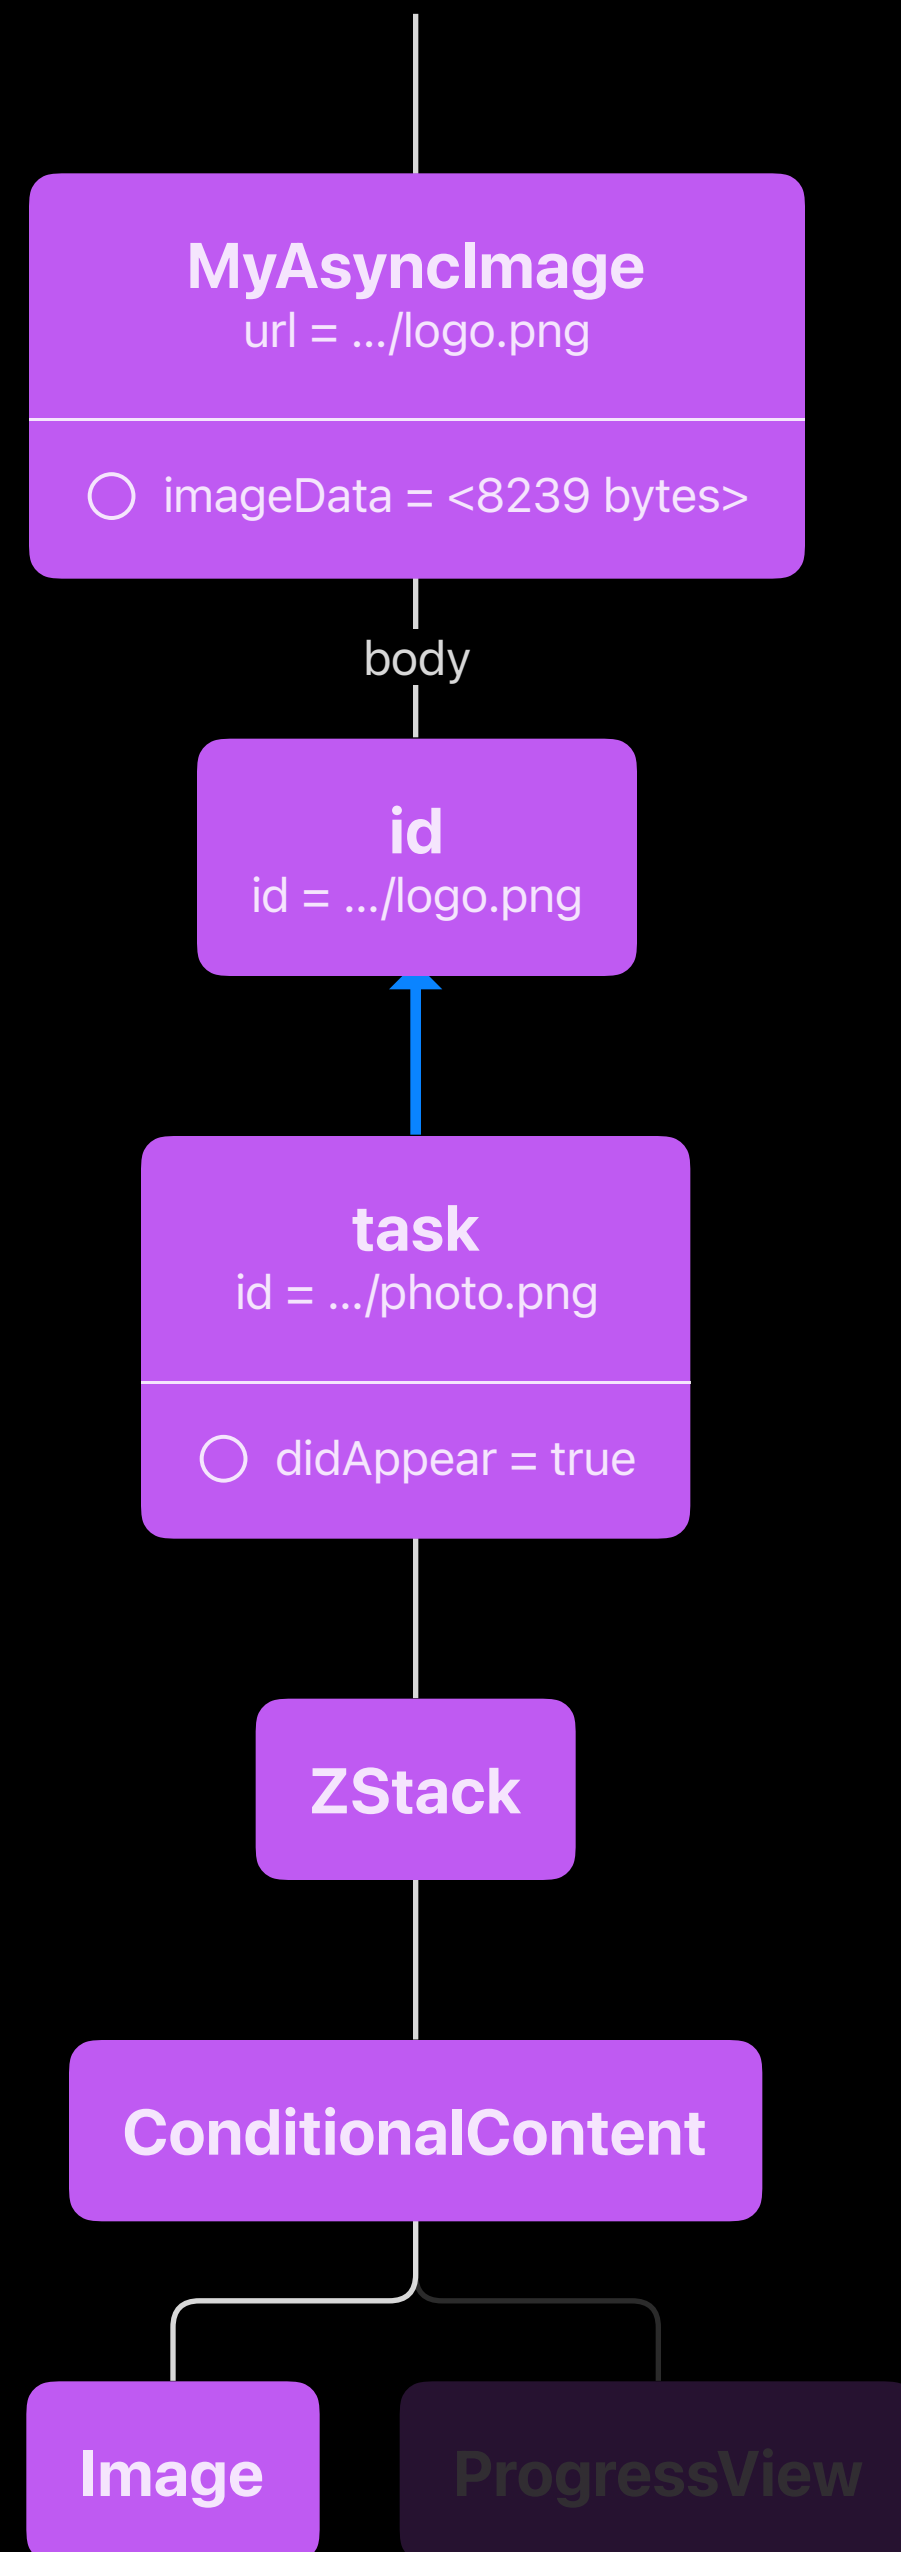 MyAsyncImage
url = .../logo.png
imageData = <8239 bytes>
body
id
id = .../logo.png
task
id = .../photo.png
didAppear = true
ZStack
ConditionalContent
Image
ProgressView